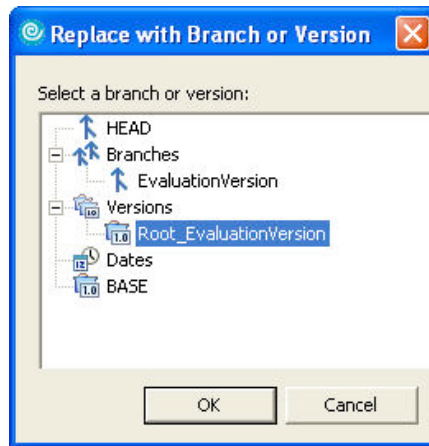 Replace with Branch or Version
Select a branch or version:
HEAD
Branches
EvaluationVersion
Versions
Root_EvaluationVersion
Dates
BASE
OK Cancel